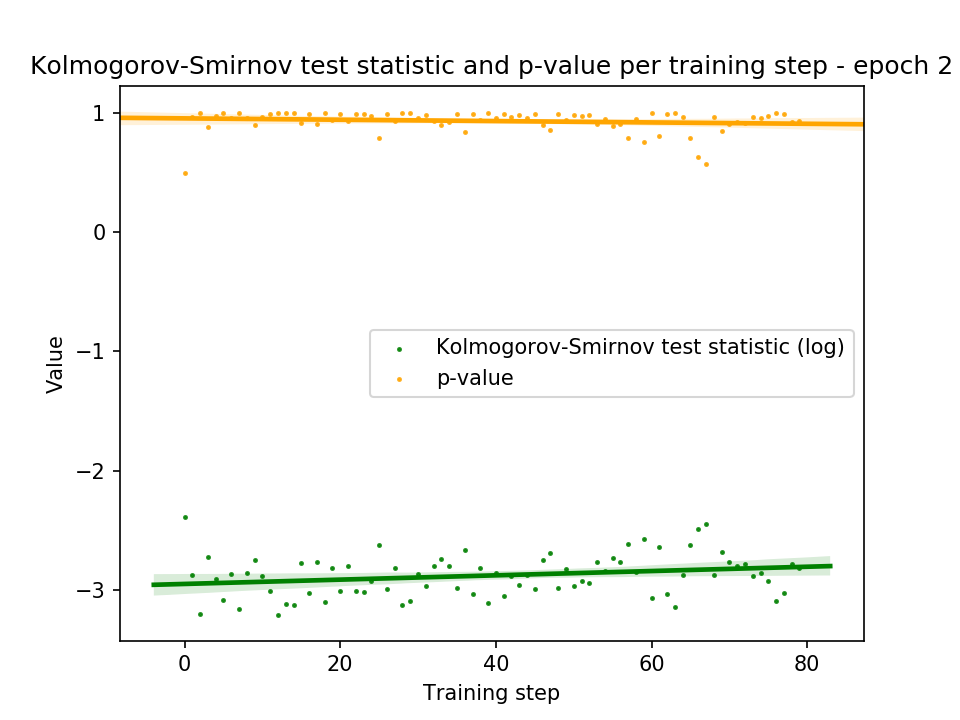 Kolmogorov-Smirnov test statistic and p-value per training step - epoch 2
1
0
−1
−2
−3
Value
Kolmogorov-Smirnov test statistic (log)
p-value
0 20 40 60 80
Training step